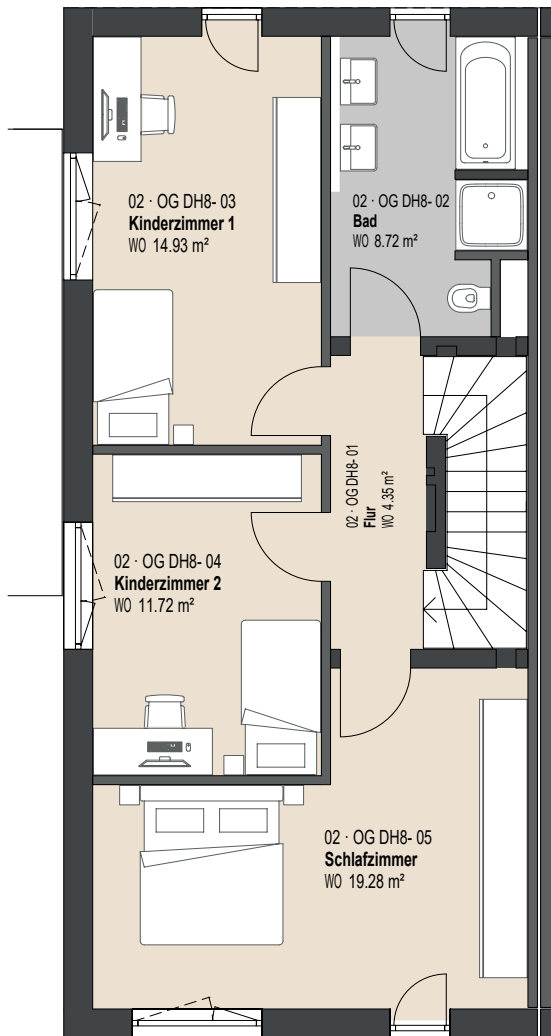 02 · OG DH8- 03
Kinderzimmer 1
WO 14.93 m²
02 · OG DH8- 02
Bad
WO 8.72 m²
02 · OG DH8- 01
Flur
WO 4.35 m²
02 · OG DH8- 04
Kinderzimmer 2
WO 11.72 m²
02 · OG DH8- 05
Schlafzimmer
WO 19.28 m²